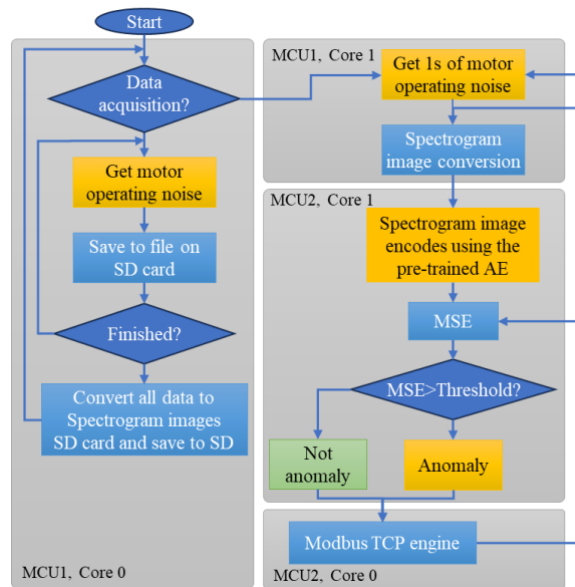 Start
Data
acquisition?
Get motor
operating noise
Save to file on
SD card
Finished?
Convert all data to
Spectrogram images
SD card and save to SD
MCU1, Core 0
MCU1, Core 1
Get 1s of motor
operating noise
Spectrogram
image conversion
MCU2, Core 1
Spectrogram image
encodes using the
pre-trained AE
MSE
MSE>Threshold?
Not
anomaly
Anomaly
Modbus TCP engine
MCU2, Core 0